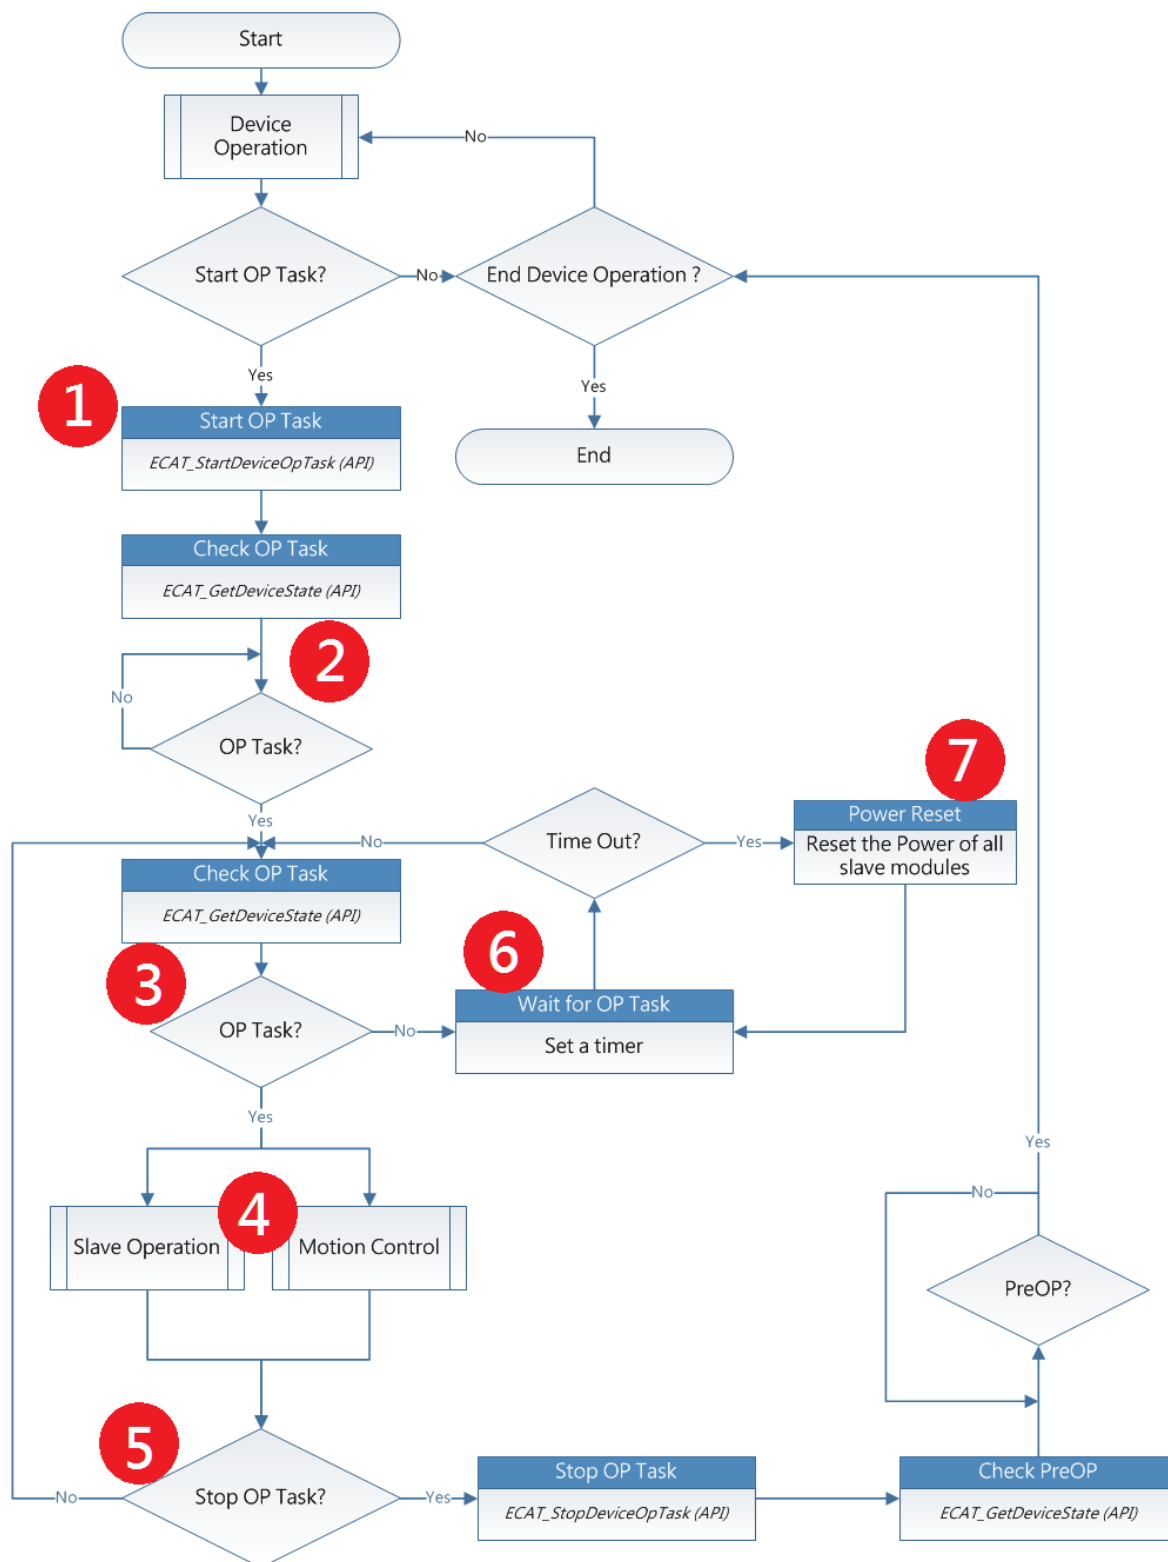 Start
Device
Operation
No
Start OP Task?
No
End Device Operation ?
Yes
Yes
1
Start OP Task
ECAT_StartDeviceOpTask (API)
End
Check OP Task
ECAT_GetDeviceState (API)
2
No
OP Task?
7
Yes
No
Time Out?
Yes
Power Reset
Reset the Power of all
slave modules
Check OP Task
ECAT_GetDeviceState (API)
3
6
OP Task?
No
Wait for OP Task
Set a timer
Yes
Yes
4
No
Slave Operation
Motion Control
PreOP?
5
Stop OP Task?
No
Yes
Stop OP Task
ECAT_StopDeviceOpTask (API)
Check PreOP
ECAT_GetDeviceState (API)